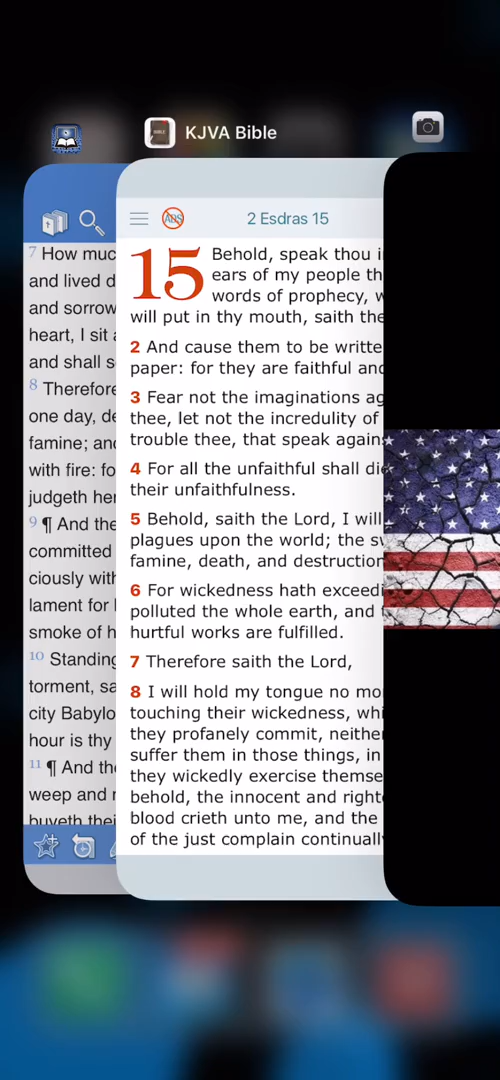 KJVA Bible
7 How muc
and lived d
and sorrow
heart, I sit a
and shall s
8 Therefore
one day, de
famine; and
with fire: fo
judgeth her
9 ¶ And the
committed
ciously with
lament for h
smoke of h
10 Standing
torment, sa
city Babylo
hour is thy
11 ¶ And th
weep and m
buyeth thei
ADS
2 Esdras 15
15 Behold, speak thou i
ears of my people th
words of prophecy, w
will put in thy mouth, saith the
2 And cause them to be writte
paper: for they are faithful and
3 Fear not the imaginations ag
thee, let not the incredulity of
trouble thee, that speak agains
4 For all the unfaithful shall die
their unfaithfulness.
5 Behold, saith the Lord, I will
plagues upon the world; the sw
famine, death, and destruction
6 For wickedness hath exceedi
polluted the whole earth, and t
hurtful works are fulfilled.
7 Therefore saith the Lord,
8 I will hold my tongue no mo
touching their wickedness, whi
they profanely commit, neither
suffer them in those things, in
they wickedly exercise themse
behold, the innocent and right
blood crieth unto me, and the
of the just complain continually